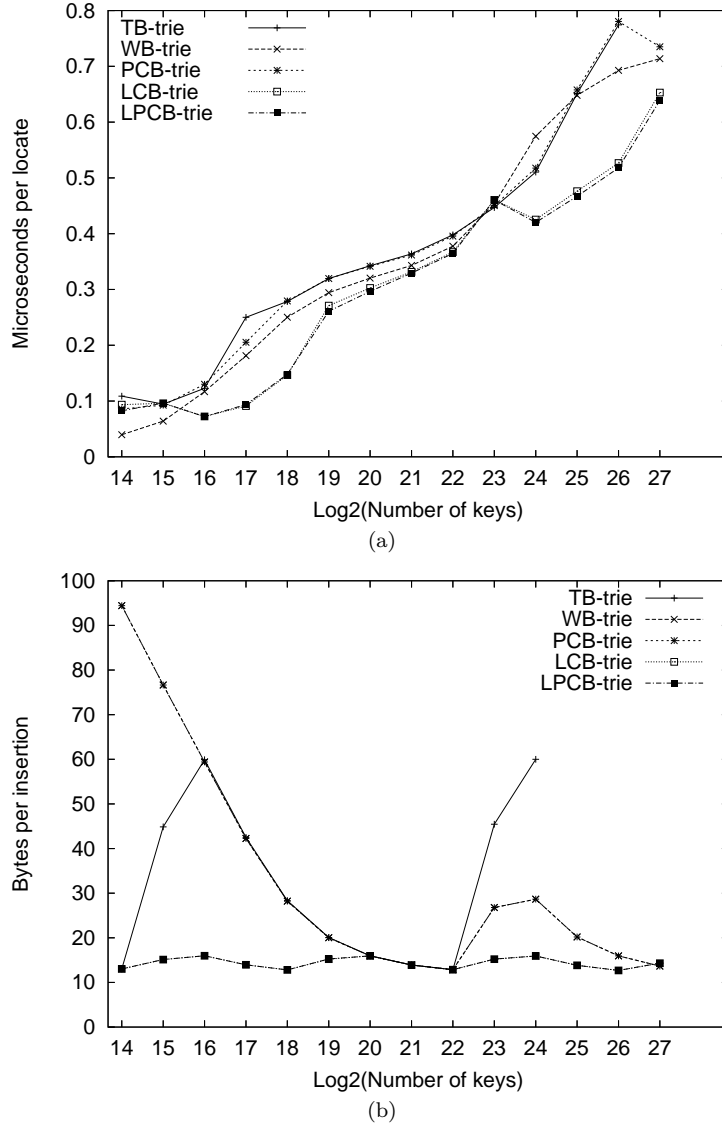 0.8
0.7
0.6
0.5
0.4
0.3
0.2
0.1
0
Microseconds per locate
TB-trie
WB-trie
PCB-trie
LCB-trie
LPCB-trie
14 15 16 17 18 19 20 21 22 23 24 25 26 27
Log2(Number of keys)
(a)
100
90
80
70
60
50
40
30
20
10
0
Bytes per insertion
TB-trie
WB-trie
PCB-trie
LCB-trie
LPCB-trie
14 15 16 17 18 19 20 21 22 23 24 25 26 27
Log2(Number of keys)
(b)